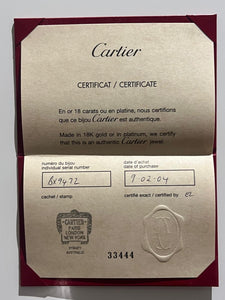 Cartier
CERTIFICAT / CERTIFICATE
En or 18 carats ou en platine, nous certifions
que ce bijou Cartier est authentique.
Made in 18K gold or in platinum, we certify
that this is an authentic Cartier jewel.
numéro du bijou
individual serial number
date d'achat
date of purchase
9 02.04
cachet / stamp
certifié exact / certified by
CARTIER
PARIS
LONDON
NEW YORK
SYDNEY
AUSTRALIE
33444